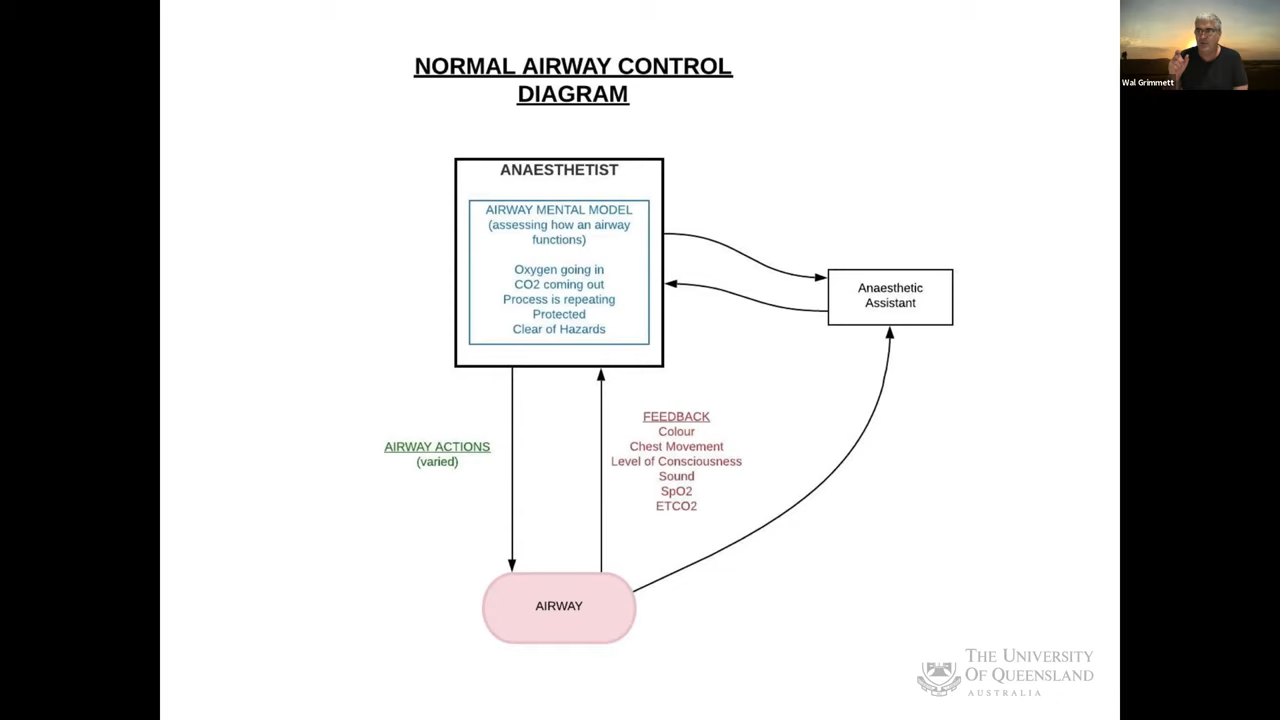 NORMAL AIRWAY CONTROL
DIAGRAM
Wal Grimmett
ANAESTHETIST
AIRWAY MENTAL MODEL
(assessing how an airway
functions)
Oxygen going in
CO2 coming out
Process is repeating
Protected
Clear of Hazards
Anaesthetic
Assistant
AIRWAY ACTIONS
(varied)
FEEDBACK
Colour
Chest Movement
Level of Consciousness
Sound
SpO2
ETCO2
AIRWAY
THE UNIVERSITY
OF QUEENSLAND
AUSTRALIA